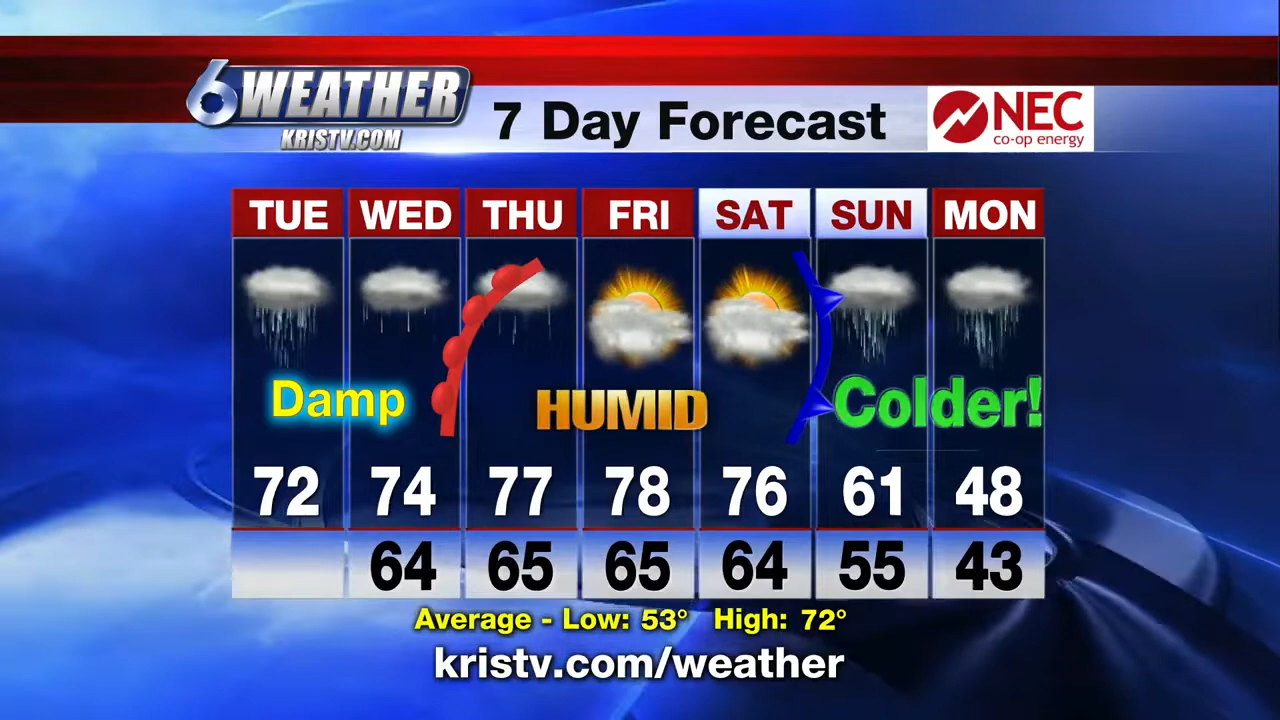 6 WEATHER
KRISTV.COM
7 Day Forecast
NEC
co-op energy
TUE WED THU FRI SAT SUN MON
Damp HUMID Colder!
72 74 77 78 76 61 48
64 65 65 64 55 43
Average - Low: 53° High: 72°
kristv.com/weather